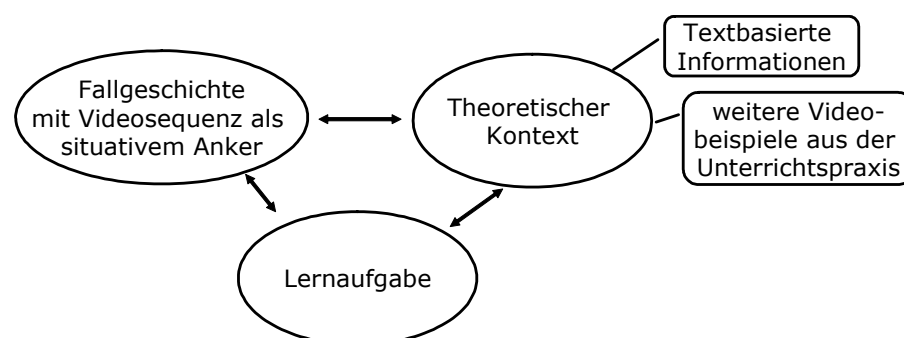 Fallgeschichte
mit Videosequenz als
situativem Anker
Theoretischer
Kontext
Textbasierte
Informationen
weitere Video-
beispiele aus der
Unterrichtspraxis
Lernaufgabe